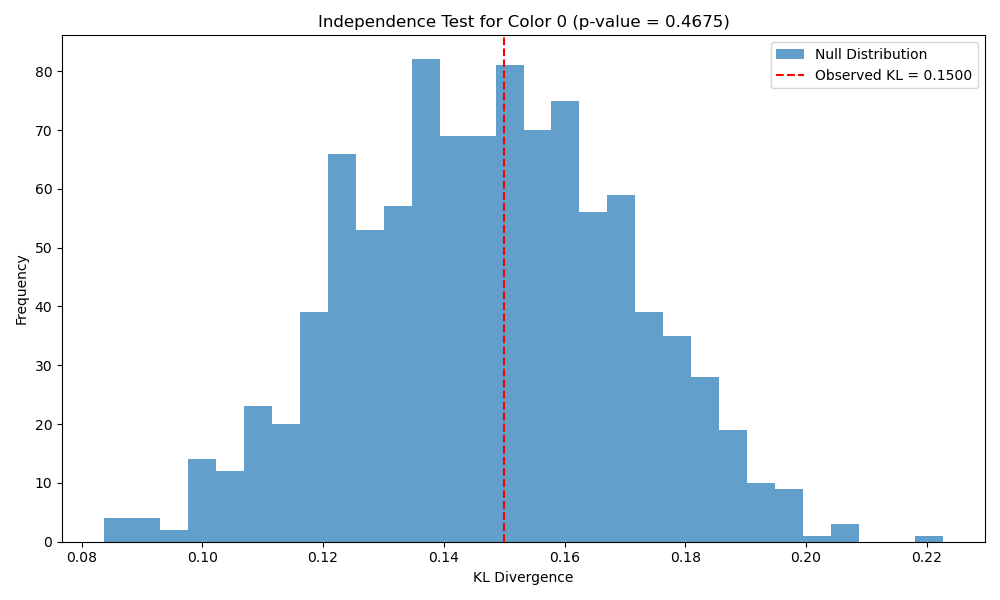 Independence Test for Color 0 (p-value = 0.4675)
Null Distribution
Observed KL = 0.1500
Frequency
80
70
60
50
40
30
20
10
0
0.08 0.10 0.12 0.14 0.16 0.18 0.20 0.22
KL Divergence